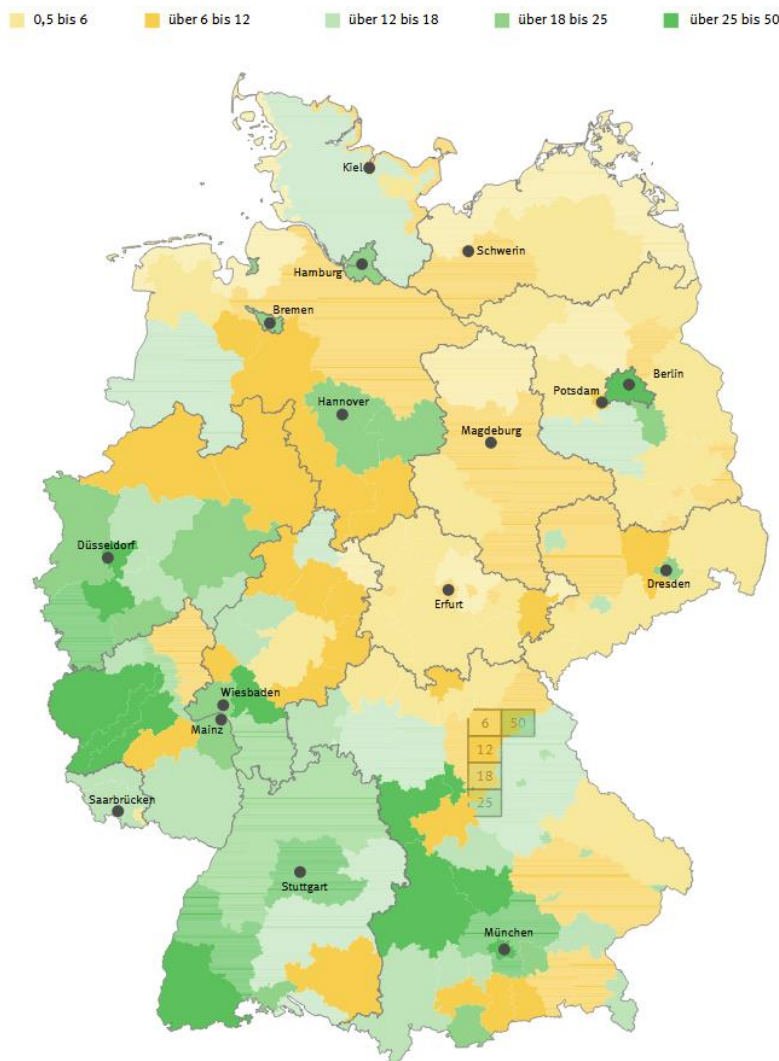 0,5 bis 6 über 6 bis 12 über 12 bis 18 über 18 bis 25 über 25 bis 50
Kiel
Schwerin
Hamburg
Bremen
Berlin
Potsdam
Hannover
Magdeburg
Düsseldorf
Dresden
Erfurt
Wiesbaden
Mainz
6 50
12
18
25
Saarbrücken
Stuttgart
München